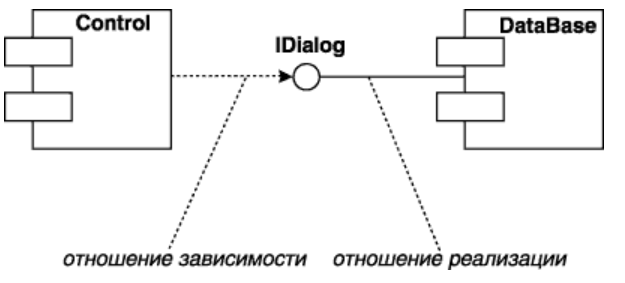 Control
IDialog
DataBase
отношение зависимости
отношение реализации